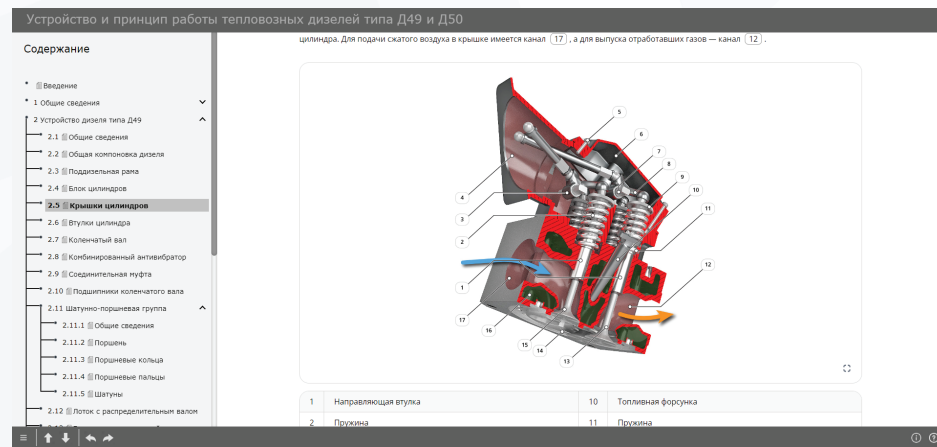 Устройство и принцип работы тепловозных дизелей типа Д49 и Д50
Содержание
Введение
1 Общие сведения
2 Устройство дизеля типа Д49
2.1 Общие сведения
2.2 Общая компоновка дизеля
2.3 Поддизельная рама
2.4 Блок цилиндров
2.5 Крышки цилиндров
2.6 Втулки цилиндра
2.7 Коленчатый вал
2.8 Комбинированный антивибратор
2.9 Соединительная муфта
2.10 Подшипники коленчатого вала
2.11 Шатунно-поршневая группа
2.11.1 Общие сведения
2.11.2 Поршень
2.11.3 Поршневые кольца
2.11.4 Поршневые пальцы
2.11.5 Шатуны
2.12 Лоток с распределительным валом
цилиндра. Для подачи сжатого воздуха в крышке имеется канал 17 , а для выпуска отработавших газов — канал 12 .
5
6
7
8
9
10
11
4
3
2
12
1
17
16
15
14
13
1 Направляющая втулка 10 Топливная форсунка
2 Пружина 11 Пружина